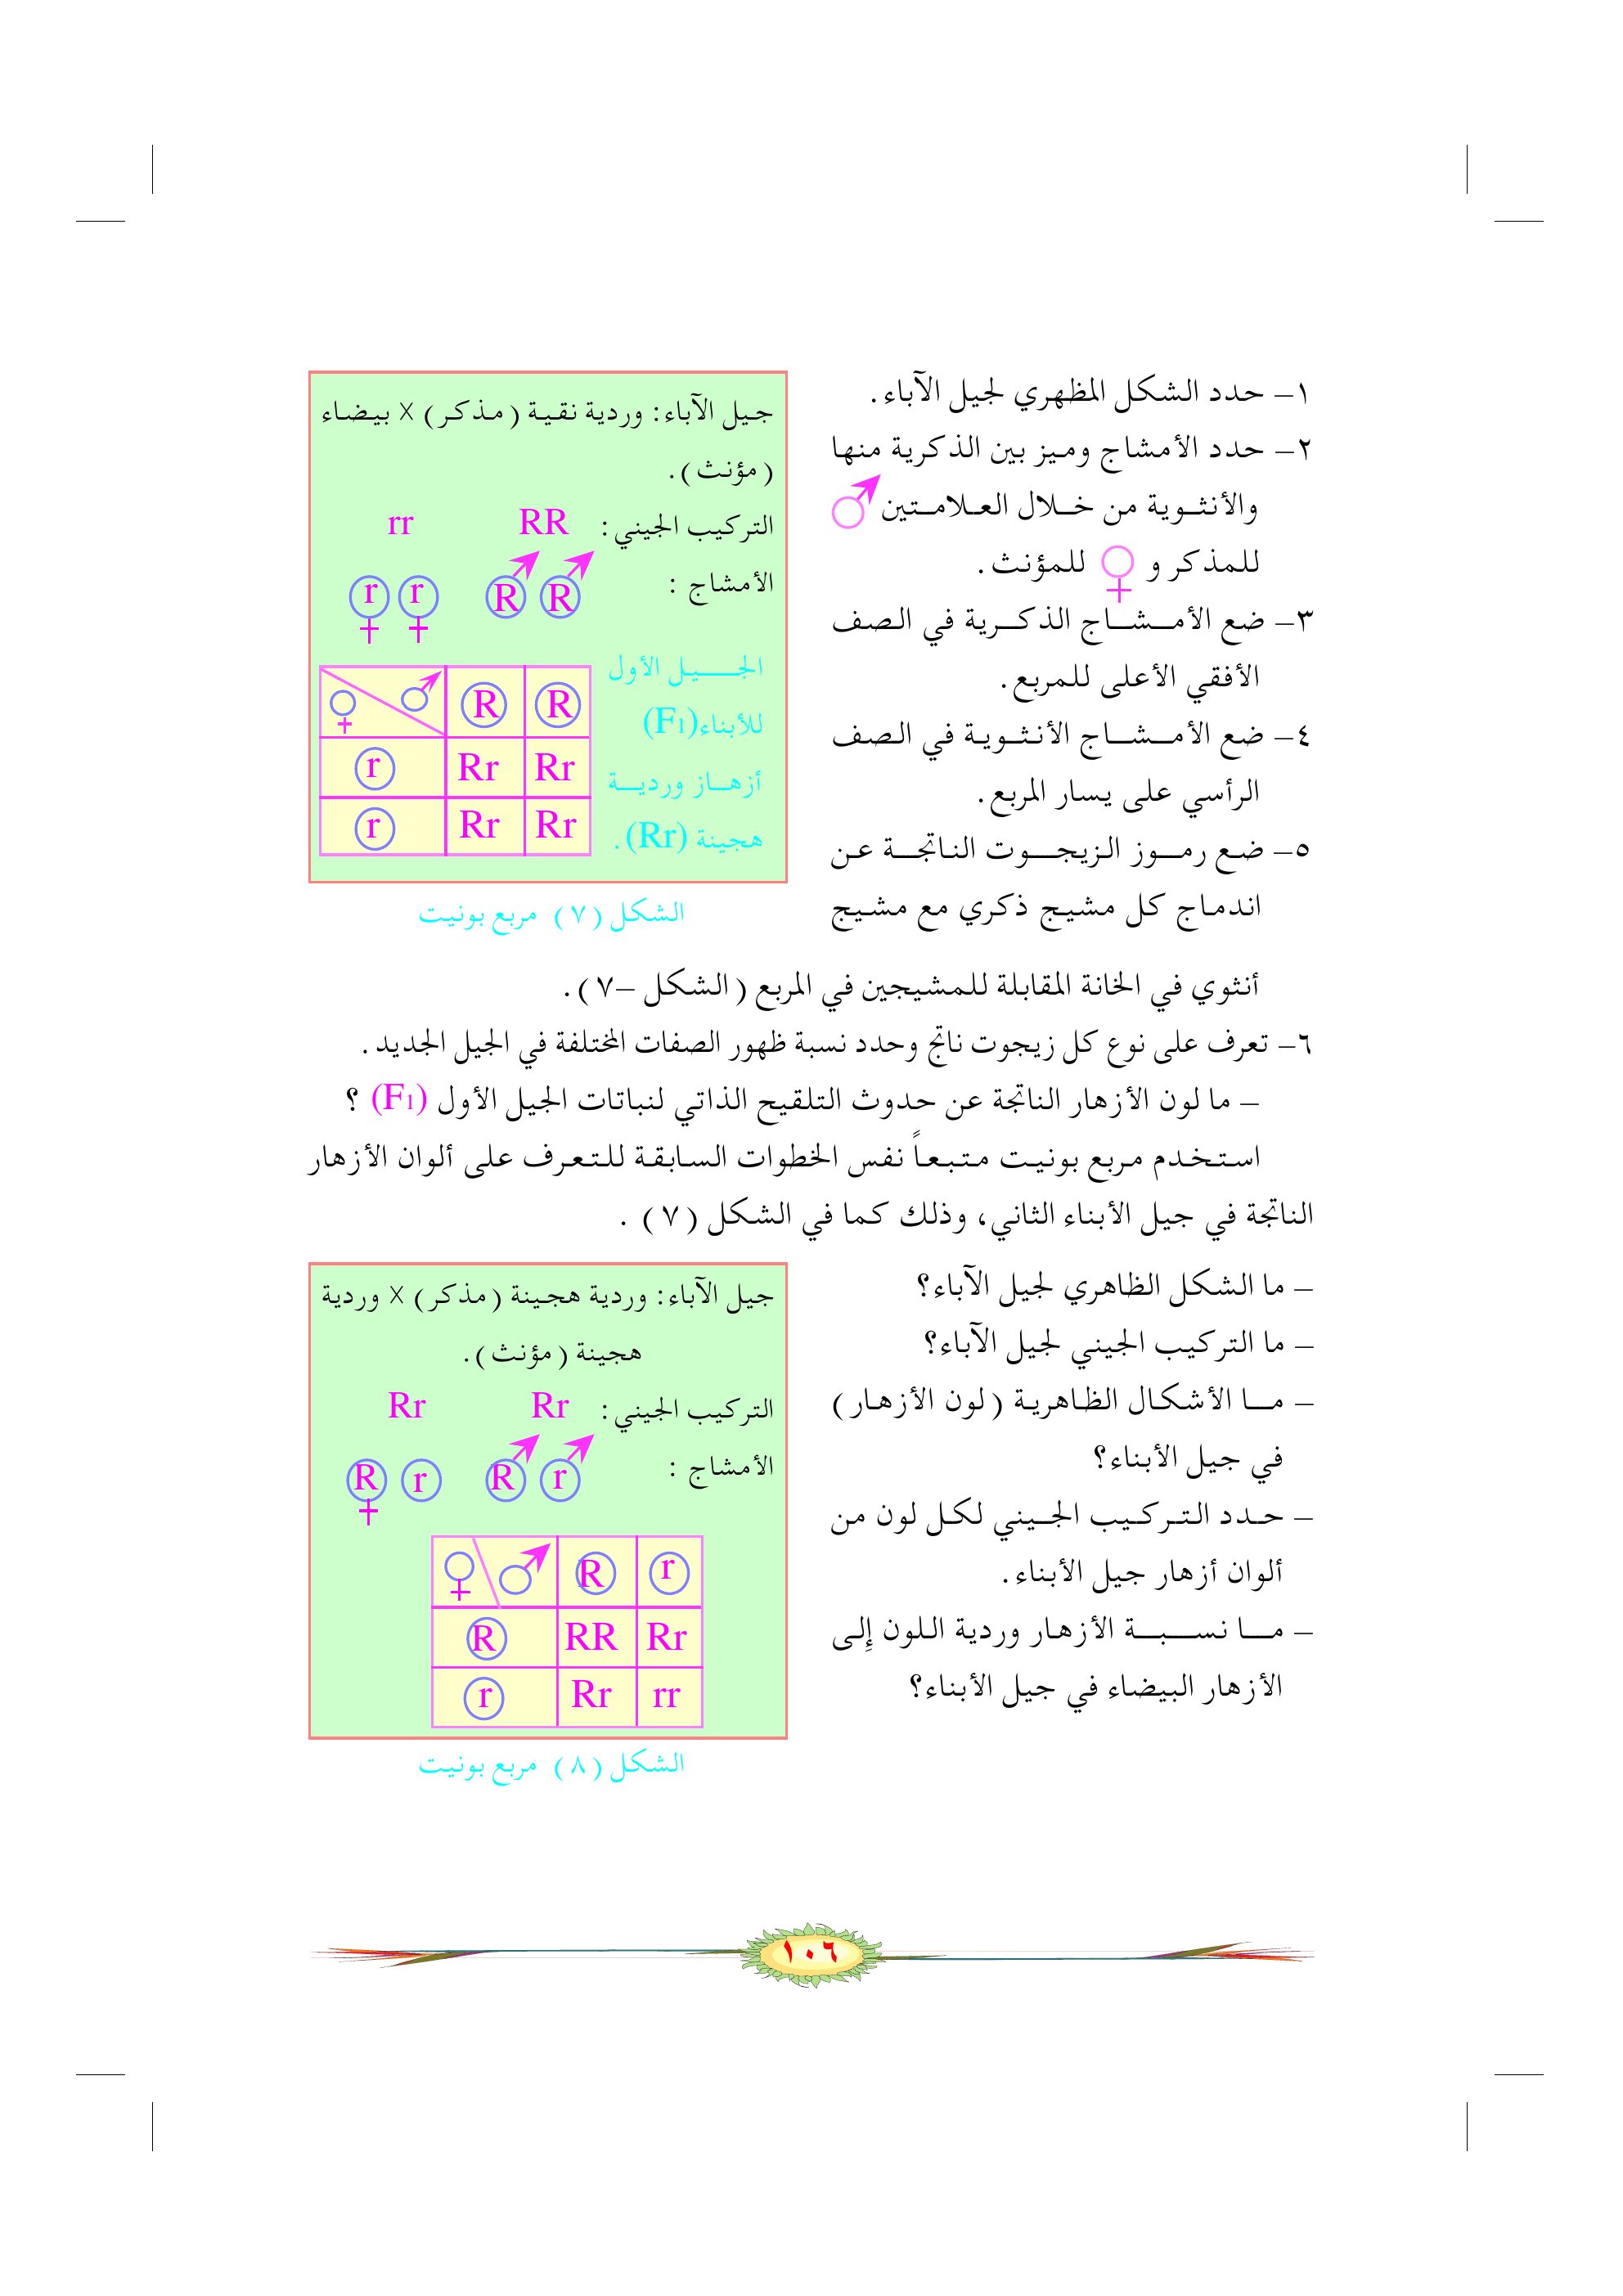 ١- حدد الشكل المظهري لجيل الآباء.
٢- حدد الأمشاج وميز بين الذكرية منها
والأنثوية من خلال العلامتين ♂
للمذكر و ♀ للمؤنث.
٣- ضع الأمشاج الذكرية في الصف
الأفقي الأعلى للمربع.
٤- ضع الأمشاج الأنثوية في الصف
الرأسي على يسار المربع.
٥- ضع رموز الزيجوت الناتجة عن
اندماج كل مشيج ذكري مع مشيج
جيل الآباء: وردية نقية (مذكر) X بيضاء
(مؤنث).
التركيب الجيني: RR rr
الأمشاج : R R r r
الجيل الأول
للأبناء(F1)
أزهاز وردية
هجينة (Rr).
♀ ♂ R R
r Rr Rr
r Rr Rr
الشكل (٧) مربع بونيت
أنثوي في الخانة المقابلة للمشيجين في المربع (الشكل -٧).
٦- تعرف على نوع كل زيجوت ناتج وحدد نسبة ظهور الصفات المختلفة في الجيل الجديد.
- ما لون الأزهار الناتجة عن حدوث التلقيح الذاتي لنباتات الجيل الأول (F1) ؟
استخدم مربع بونيت متبعاً نفس الخطوات السابقة للتعرف على ألوان الأزهار
الناتجة في جيل الأبناء الثاني، وذلك كما في الشكل (٧) .
- ما الشكل الظاهري لجيل الآباء؟
- ما التركيب الجيني لجيل الآباء؟
- ما الأشكال الظاهرية (لون الأزهار)
في جيل الأبناء؟
- حدد التركيب الجيني لكل لون من
ألوان أزهار جيل الأبناء.
- ما نسبة الأزهار وردية اللون إلى
الأزهار البيضاء في جيل الأبناء؟
جيل الآباء: وردية هجينة (مذكر) X وردية
هجينة (مؤنث).
التركيب الجيني: Rr Rr
الأمشاج : R r R r
♀ ♂ R r
R RR Rr
r Rr rr
الشكل (٨) مربع بونيت
١٠٦